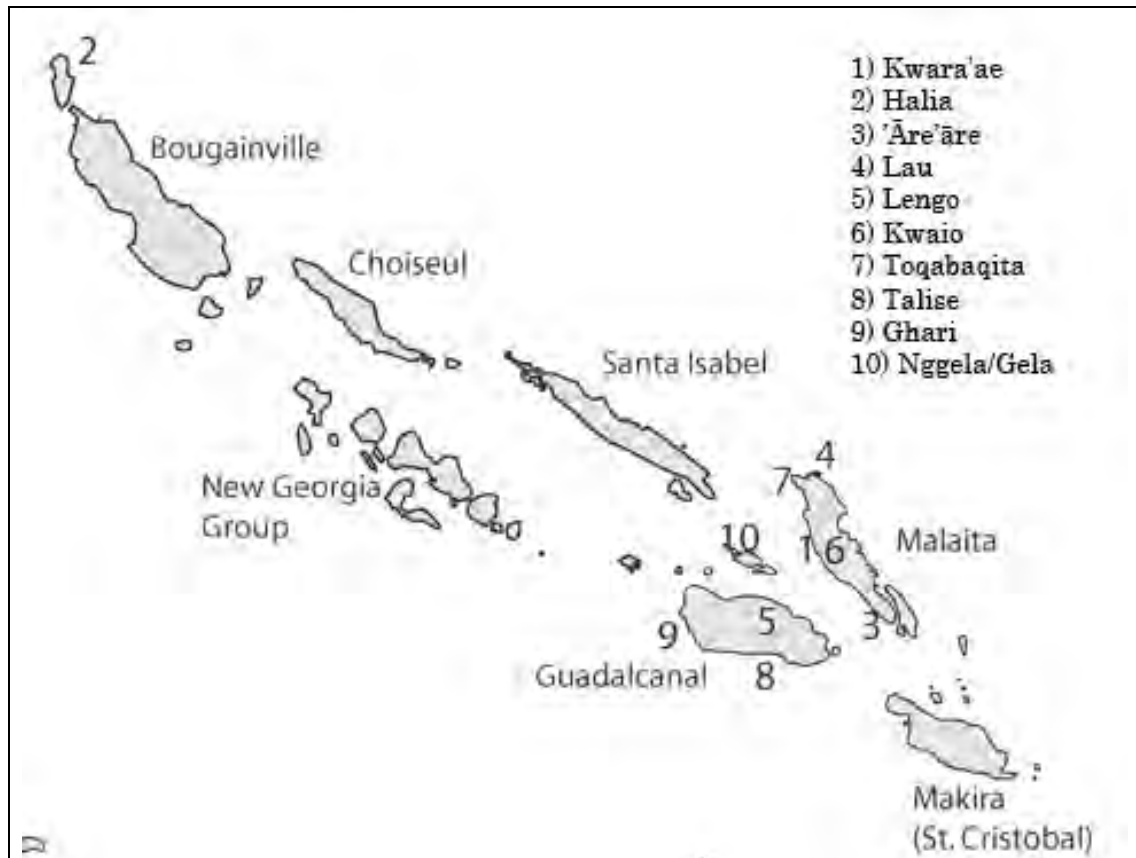 2
Bougainville
Choiseul
Santa Isabel
New Georgia
Group
10
7
4
1
6
Malaita
3
9
5
Guadalcanal
8
Makira
(St. Cristobal)
1) Kwara'ae
2) Halia
3) 'Āre'āre
4) Lau
5) Lengo
6) Kwaio
7) Toqabaqita
8) Talise
9) Ghari
10) Nggela/Gela